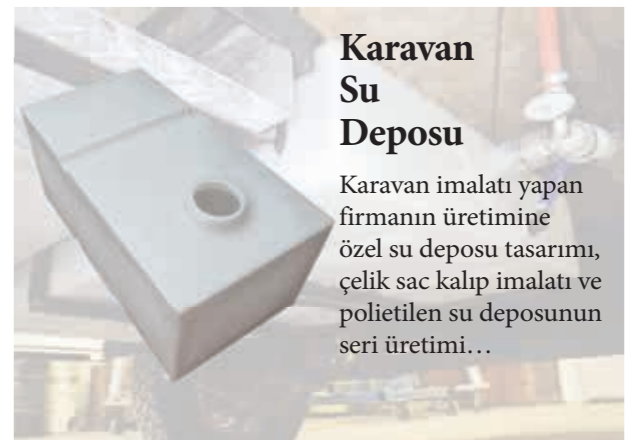 Karavan
Su
Deposu
Karavan imalatı yapan
firmanın üretimine
özel su deposu tasarımı,
çelik sac kalıp imalatı ve
polietilen su deposunun
seri üretimi…